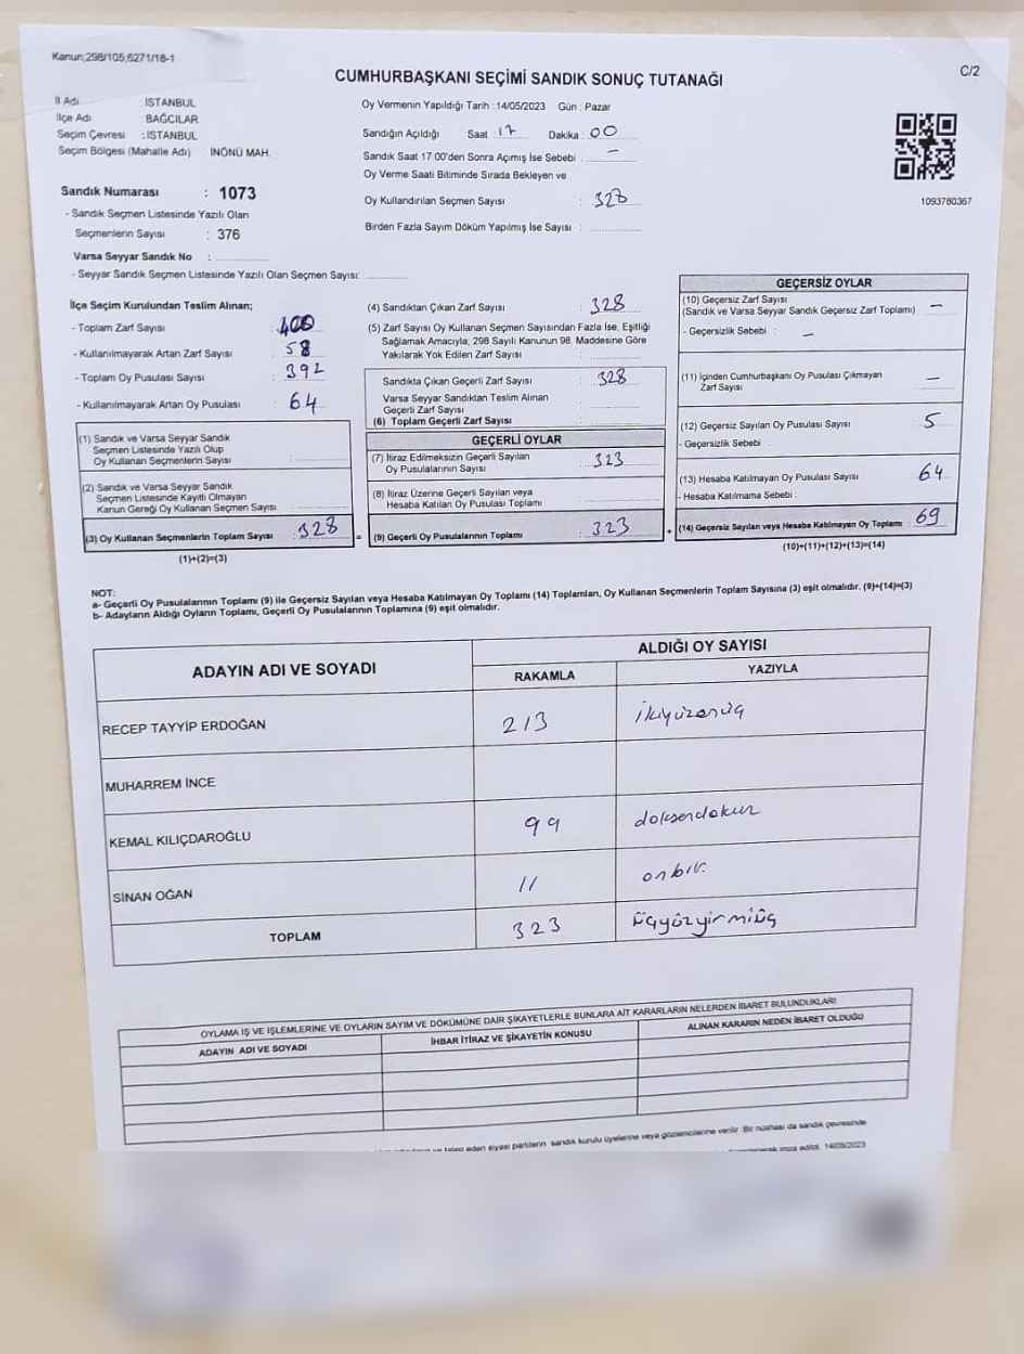 Kanun;298/105;6271/18-1
C/2
CUMHURBAŞKANI SEÇİMİ SANDIK SONUÇ TUTANAĞI
İl Adı : İSTANBUL
İlçe Adı : BAĞCILAR
Seçim Çevresi : İSTANBUL
Seçim Bölgesi (Mahalle Adı) İNÖNÜ MAH.
Sandık Numarası : 1073
- Sandık Seçmen Listesinde Yazılı Olan
Seçmenlerin Sayısı : 376
Varsa Seyyar Sandık No :
- Seyyar Sandık Seçmen Listesinde Yazılı Olan Seçmen Sayısı:
Oy Vermenin Yapıldığı Tarih : 14/05/2023 Gün : Pazar
Sandığın Açıldığı Saat : 17 Dakika : 00
Sandık Saat 17 00'den Sonra Açımış İse Sebebi : –
Oy Verme Saati Bitiminde Sırada Bekleyen ve
Oy Kullandırılan Seçmen Sayısı : 328
Birden Fazla Sayım Döküm Yapılmış İse Sayısı :
1093780367
İlçe Seçim Kurulundan Teslim Alınan;
- Toplam Zarf Sayısı : 400
- Kullanılmayarak Artan Zarf Sayısı : 58
- Toplam Oy Pusulası Sayısı : 392
- Kullanılmayarak Artan Oy Pusulası : 64
(1) Sandık ve Varsa Seyyar Sandık
Seçmen Listesinde Yazılı Olup
Oy Kullanan Seçmenlerin Sayısı :
(2) Sandık ve Varsa Seyyar Sandık
Seçmen Listesinde Kayıtlı Olmayan
Kanun Gereği Oy Kullanan Seçmen Sayısı :
(3) Oy Kullanan Seçmenlerin Toplam Sayısı : 328
(1)+(2)=(3)
(4) Sandıktan Çıkan Zarf Sayısı : 328
(5) Zarf Sayısı Oy Kullanan Seçmen Sayısından Fazla İse, Eşitliği
Sağlamak Amacıyla; 298 Sayılı Kanunun 98. Maddesine Göre
Yakılarak Yok Edilen Zarf Sayısı :
Sandıkta Çıkan Geçerli Zarf Sayısı : 328
Varsa Seyyar Sandıktan Teslim Alınan
Geçerli Zarf Sayısı :
(6) Toplam Geçerli Zarf Sayısı :
GEÇERLİ OYLAR
(7) İtiraz Edilmeksizin Geçerli Sayılan
Oy Pusulalarının Sayısı : 323
(8) İtiraz Üzerine Geçerli Sayılan veya
Hesaba Katılan Oy Pusulası Toplamı :
= (9) Geçerli Oy Pusulalarının Toplamı : 323 +
GEÇERSİZ OYLAR
(10) Geçersiz Zarf Sayısı
(Sandık ve Varsa Seyyar Sandık Geçersiz Zarf Toplamı) : –
- Geçersizlik Sebebi : –
(11) İçinden Cumhurbaşkanı Oy Pusulası Çıkmayan
Zarf Sayısı : –
(12) Geçersiz Sayılan Oy Pusulası Sayısı 5
- Geçersizlik Sebebi :
(13) Hesaba Katılmayan Oy Pusulası Sayısı 64
- Hesaba Katılmama Sebebi :
(14) Geçersiz Sayılan veya Hesaba Katılmayan Oy Toplamı : 69
(10)+(11)+(12)+(13)=(14)
NOT:
a- Geçerli Oy Pusulalarının Toplamı (9) ile Geçersiz Sayılan veya Hesaba Katılmayan Oy Toplamı (14) Toplamları, Oy Kullanan Seçmenlerin Toplam Sayısına (3) eşit olmalıdır. (9)+(14)=(3)
b- Adayların Aldığı Oyların Toplamı, Geçerli Oy Pusulalarının Toplamına (9) eşit olmalıdır.
ADAYIN ADI VE SOYADI ALDIĞI OY SAYISI
RAKAMLA YAZIYLA
RECEP TAYYİP ERDOĞAN 213 ikiyüzonüç
MUHARREM İNCE
KEMAL KILIÇDAROĞLU 99 doksandokuz
SİNAN OĞAN 11 onbir.
TOPLAM 323 üçyüzyirmiüç
OYLAMA İŞ VE İŞLEMLERİNE VE OYLARIN SAYIM VE DÖKÜMÜNE DAİR ŞİKAYETLERLE BUNLARA AİT KARARLARIN NELERDEN İBARET BULUNDUKLARI
ADAYIN ADI VE SOYADI İHBAR İTİRAZ VE ŞİKAYETİN KONUSU ALINAN KARARIN NEDEN İBARET OLDUĞU
eden siyasi partilerin sandık kurulu üyelerine veya gözlemcilerine verilir. Bir nüshası da sandık çevresinde
imza edildi. 14/05/2023